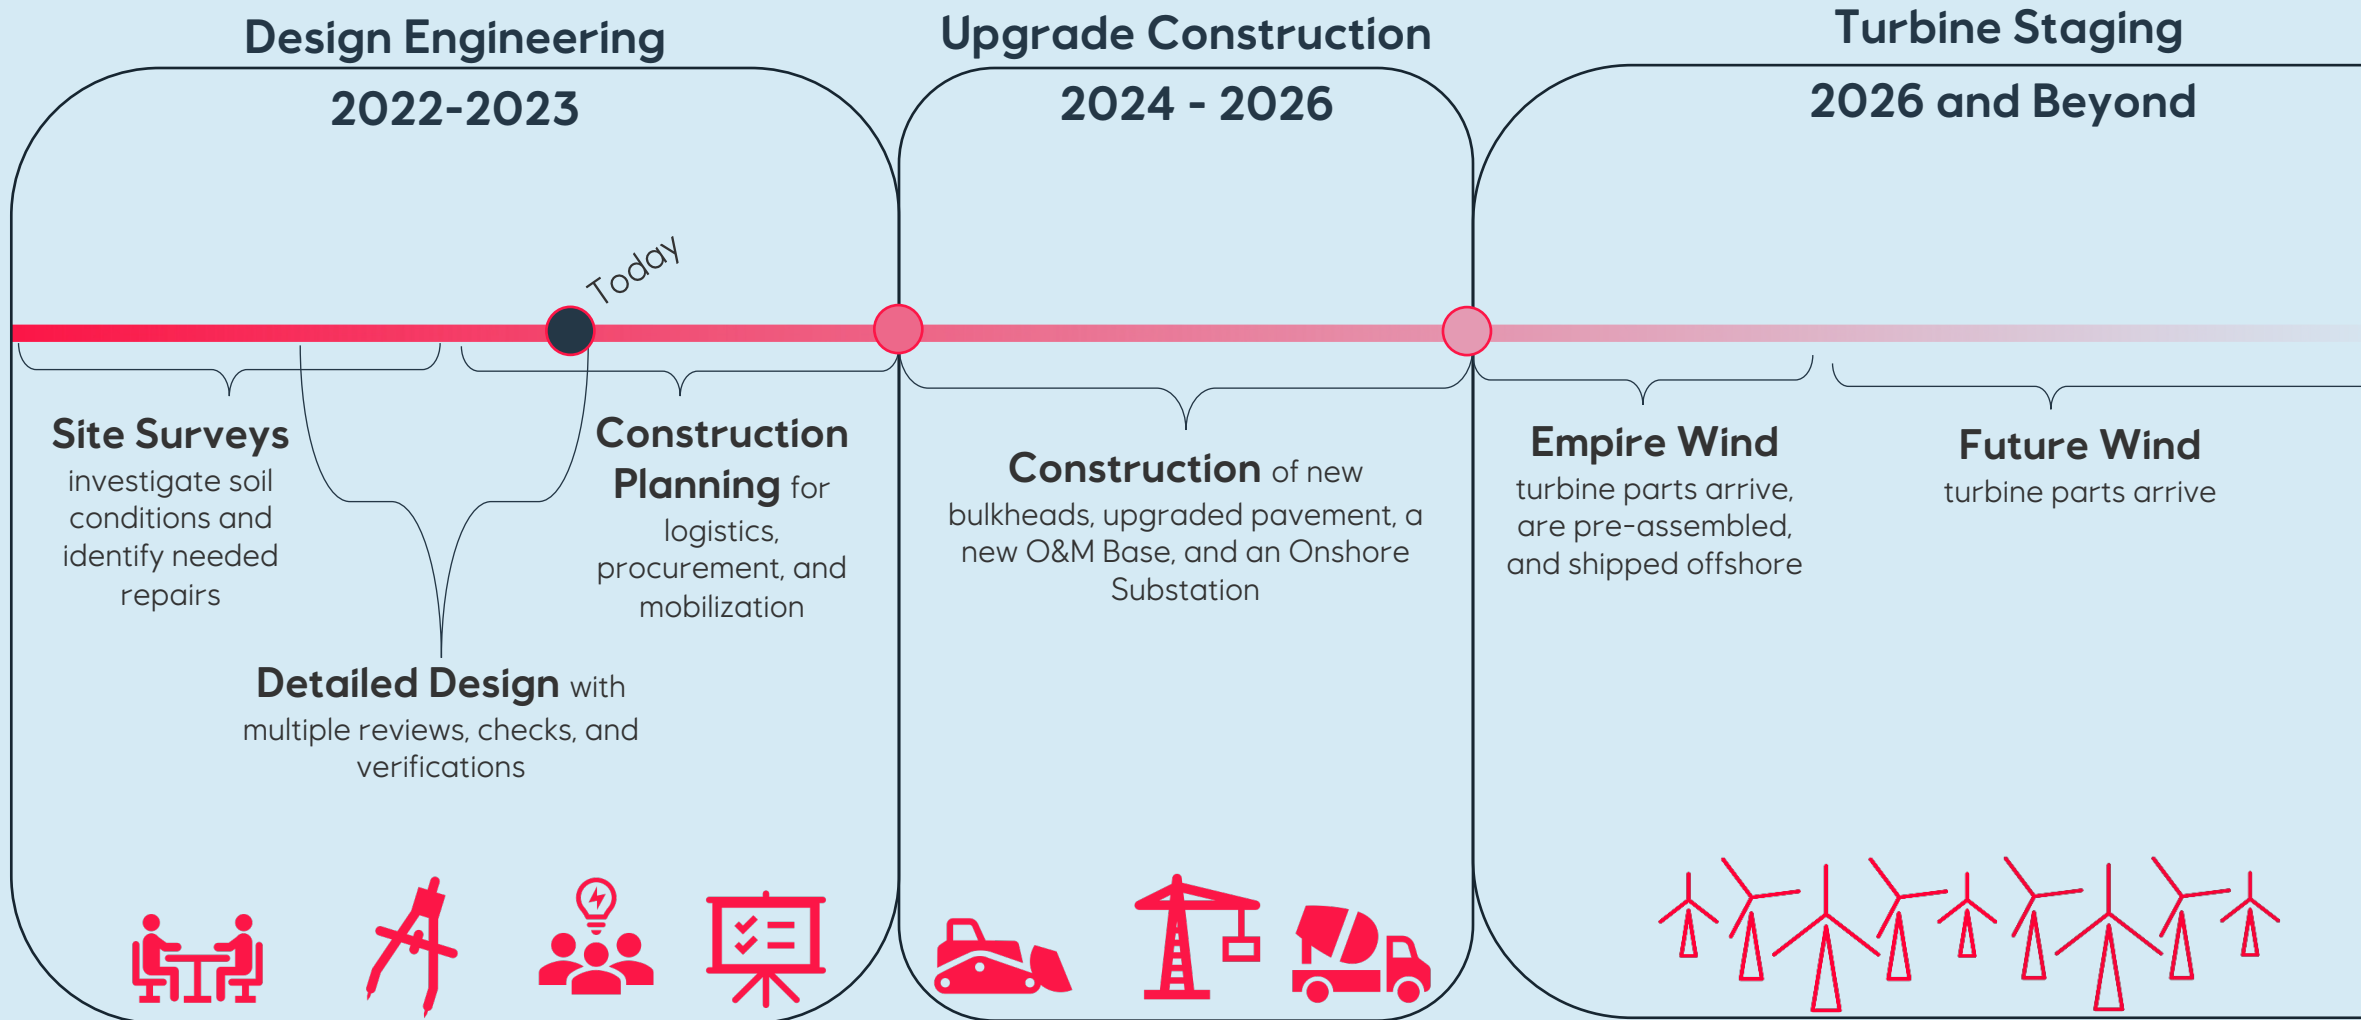 Design Engineering
2022-2023
Upgrade Construction
2024 - 2026
Turbine Staging
2026 and Beyond
Today
Site Surveys
investigate soil
conditions and
identify needed
repairs
Detailed Design with
multiple reviews, checks, and
verifications
Construction
Planning for
logistics,
procurement, and
mobilization
Construction of new
bulkheads, upgraded pavement, a
new O&M Base, and an Onshore
Substation
Empire Wind
turbine parts arrive,
are pre-assembled,
and shipped offshore
Future Wind
turbine parts arrive